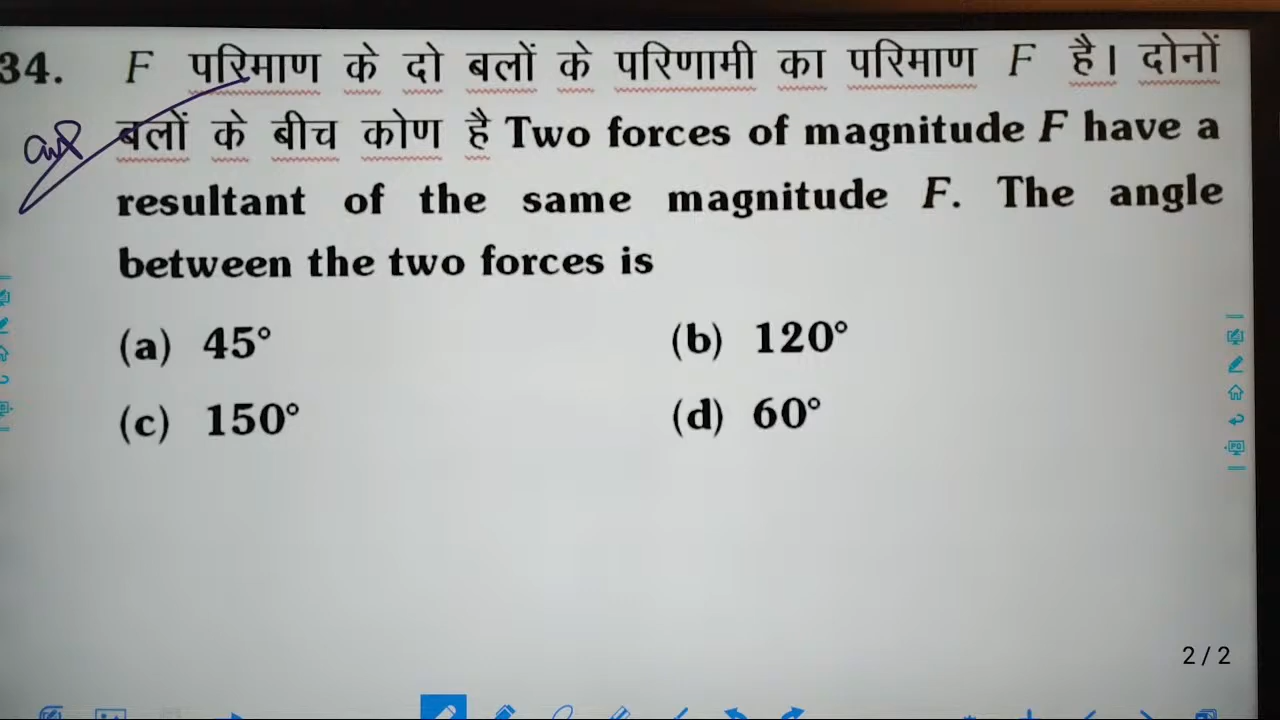 34. F परिमाण के दो बलों के परिणामी का परिमाण F है। दोनों
बलों के बीच कोण है Two forces of magnitude F have a
resultant of the same magnitude F. The angle
between the two forces is
(a) 45° (b) 120°
(c) 150° (d) 60°
2 / 2